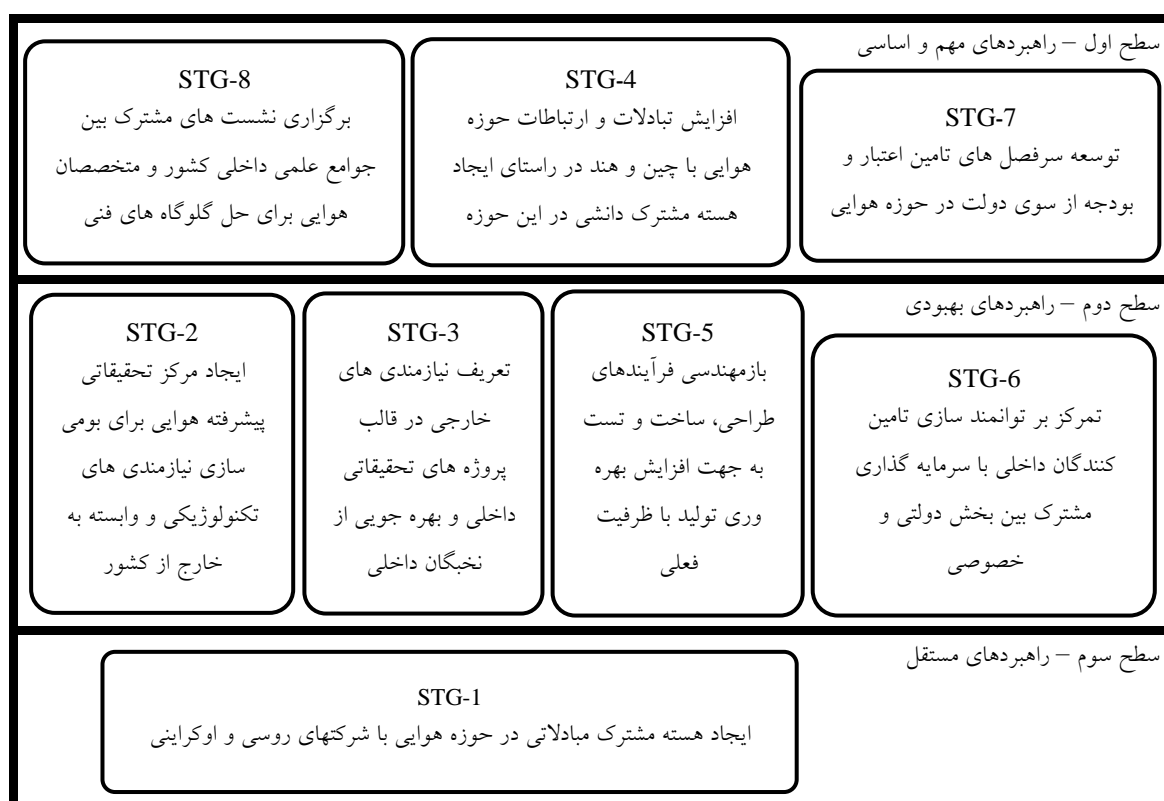 سطح اول – راهبردهای مهم و اساسی
STG-7
توسعه سرفصل های تامین اعتبار و
بودجه از سوی دولت در حوزه هوایی
STG-4
افزایش تبادلات و ارتباطات حوزه
هوایی با چین و هند در راستای ایجاد
هسته مشترک دانشی در این حوزه
STG-8
برگزاری نشست های مشترک بین
جوامع علمی داخلی کشور و متخصصان
هوایی برای حل گلوگاه های فنی
سطح دوم – راهبردهای بهبودی
STG-6
تمرکز بر توانمند سازی تامین
کنندگان داخلی با سرمایه گذاری
مشترک بین بخش دولتی و
خصوصی
STG-5
بازمهندسی فرآیندهای
طراحی، ساخت و تست
به جهت افزایش بهره
وری تولید با ظرفیت
فعلی
STG-3
تعریف نیازمندی های
خارجی در قالب
پروژه های تحقیقاتی
داخلی و بهره جویی از
نخبگان داخلی
STG-2
ایجاد مرکز تحقیقاتی
پیشرفته هوایی برای بومی
سازی نیازمندی های
تکنولوژیکی و وابسته به
خارج از کشور
سطح سوم – راهبردهای مستقل
STG-1
ایجاد هسته مشترک مبادلاتی در حوزه هوایی با شرکتهای روسی و اوکراینی